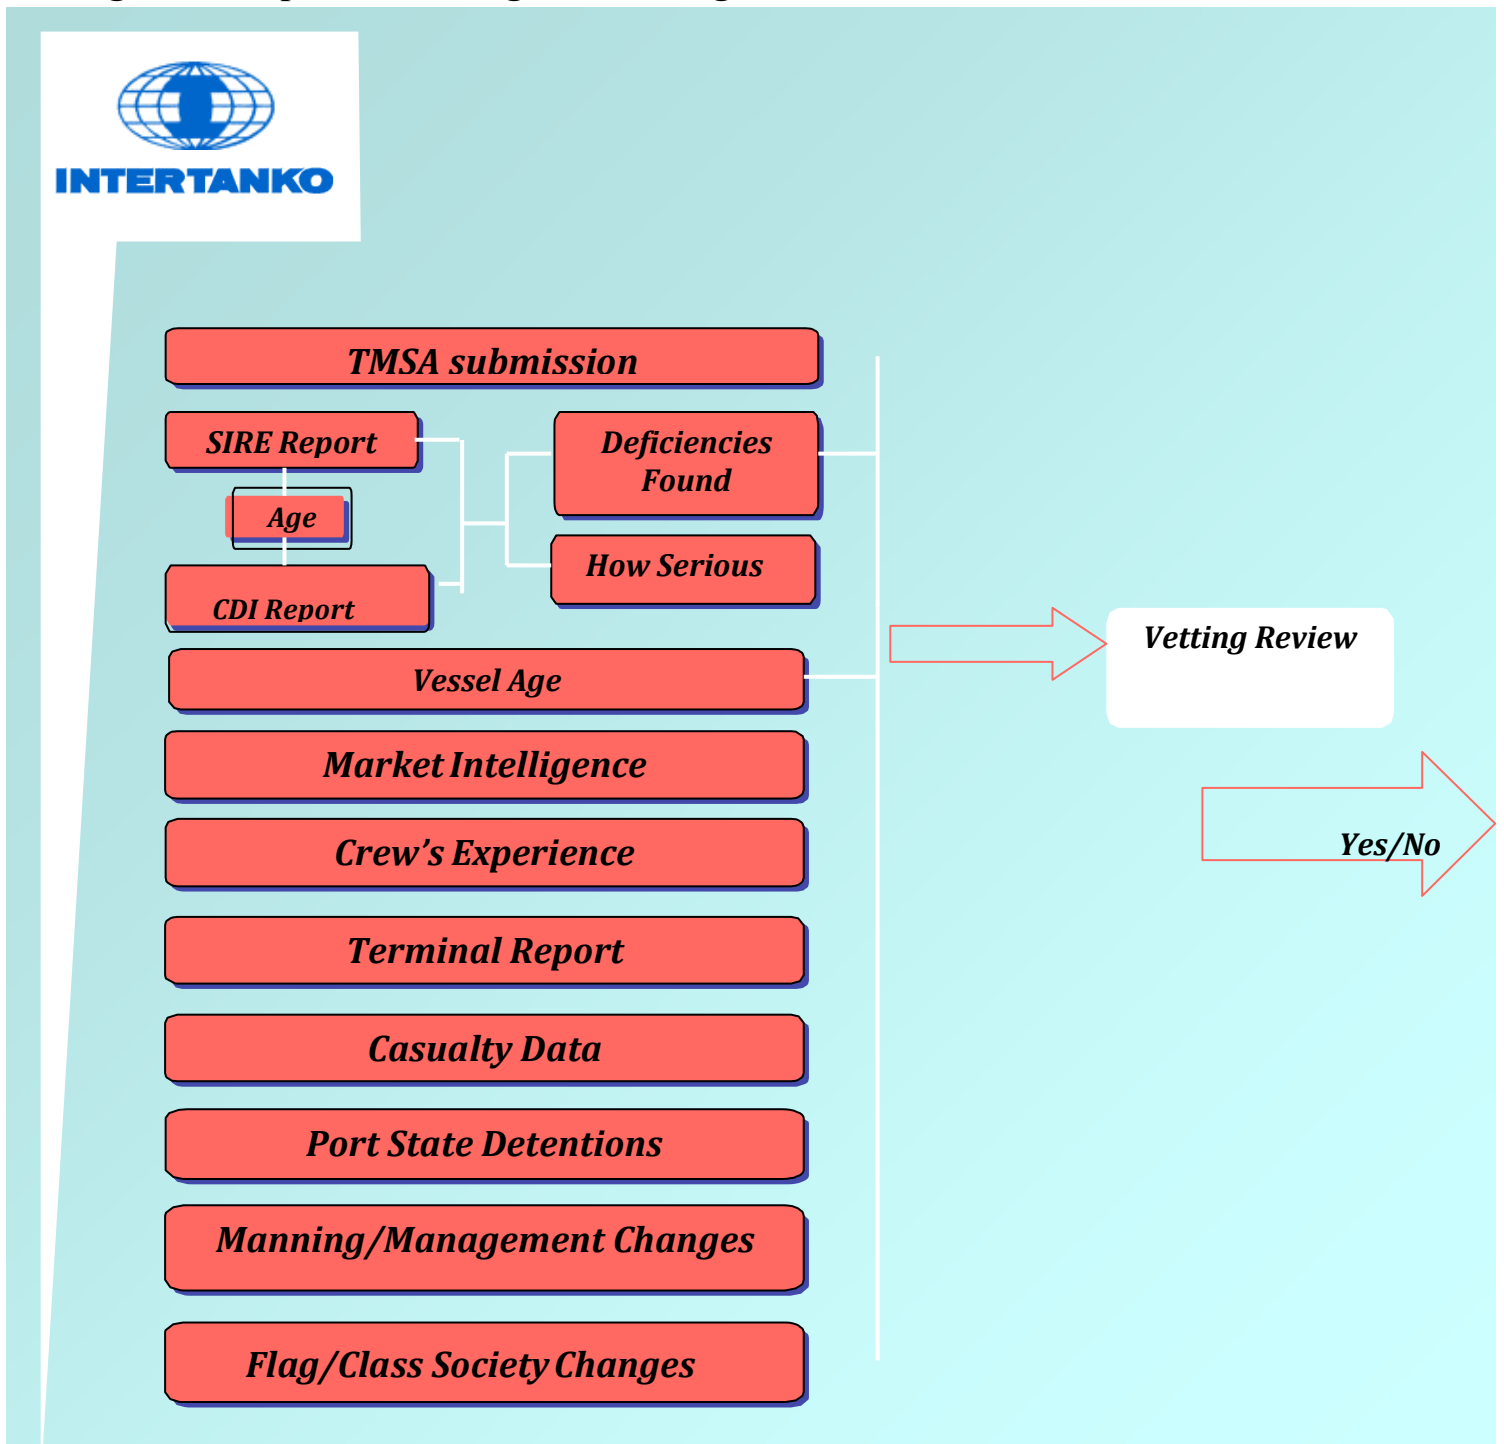 INTERTANKO
TMSA submission
SIRE Report
Deficiencies
Found
Age
How Serious
CDI Report
Vetting Review
Vessel Age
Market Intelligence
Yes/No
Crew’s Experience
Terminal Report
Casualty Data
Port State Detentions
Manning/Management Changes
Flag/Class Society Changes